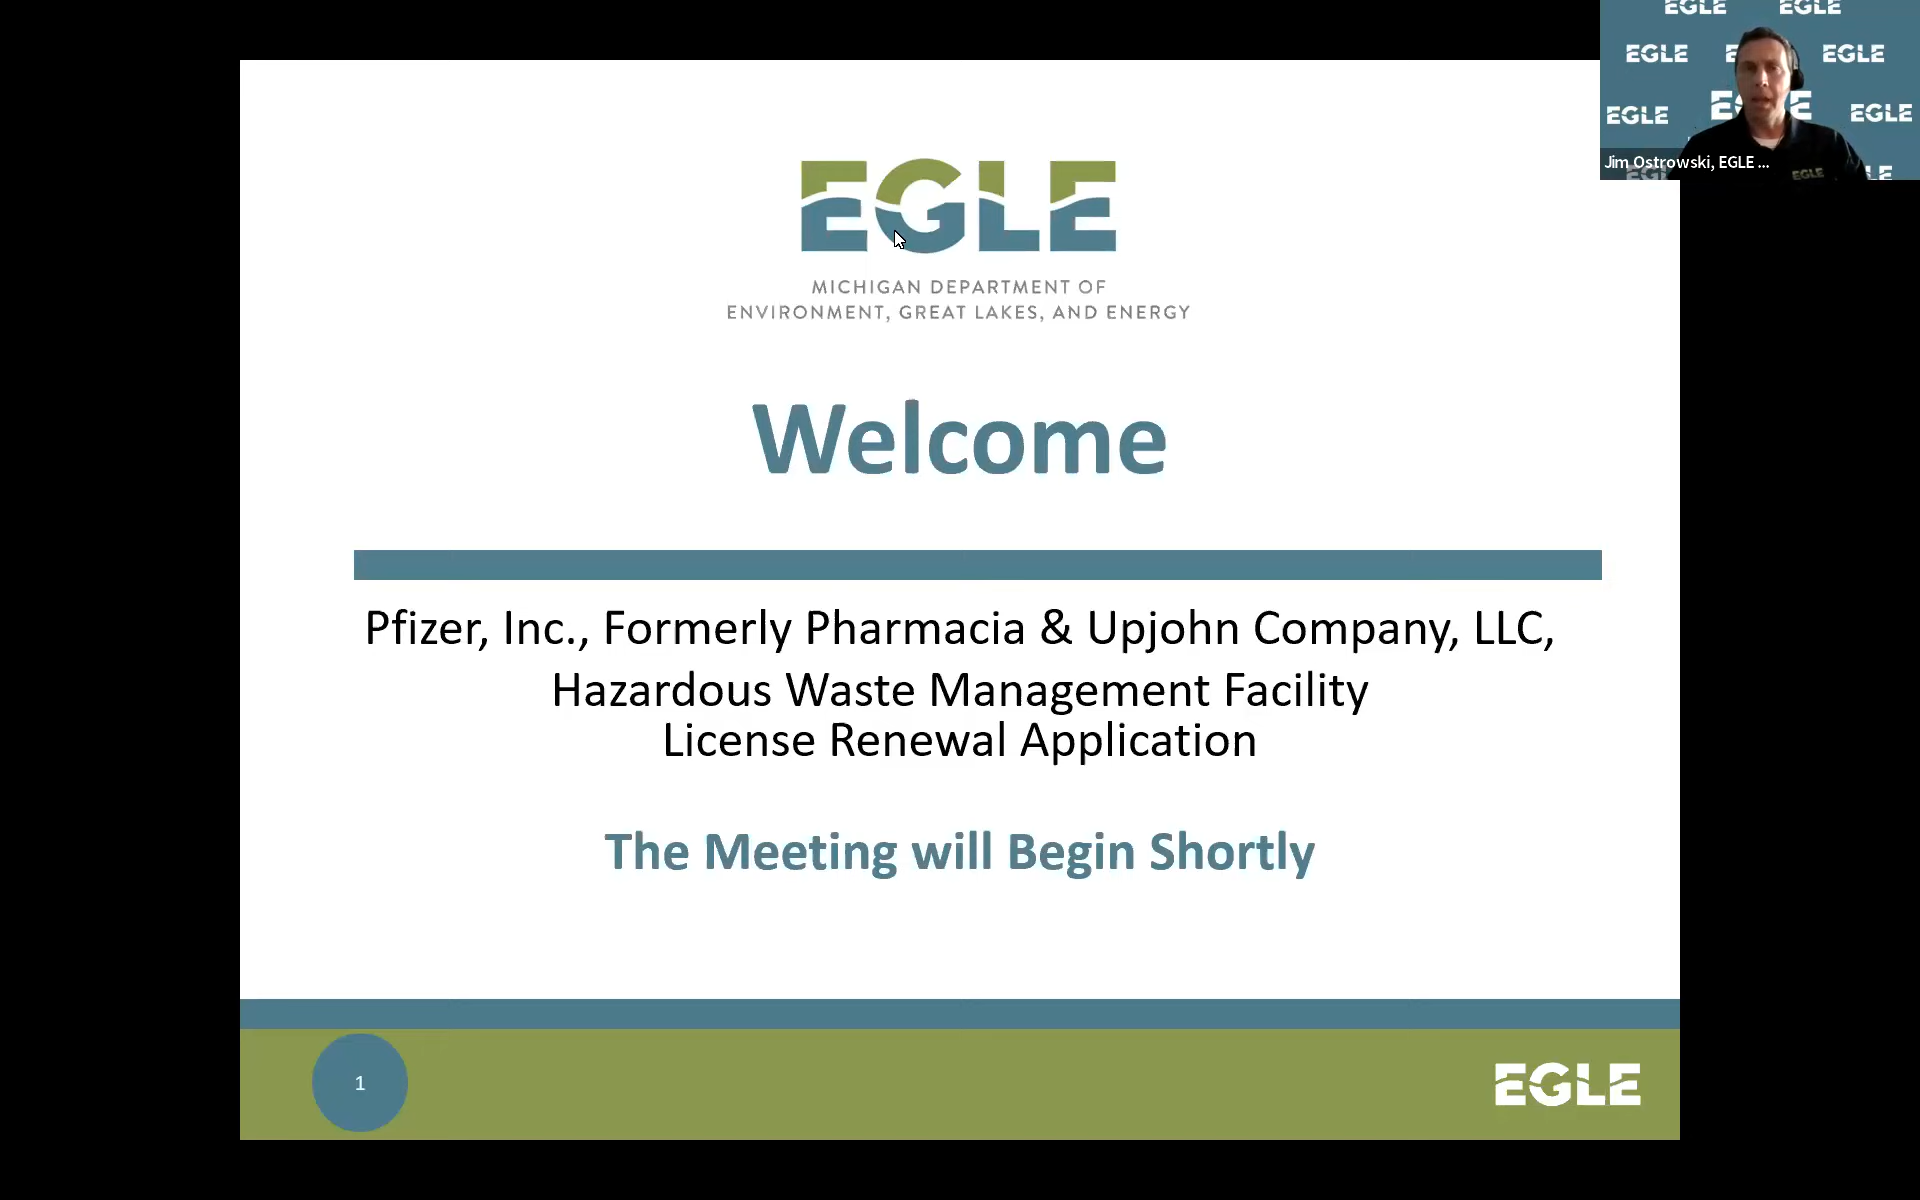 EGLE
MICHIGAN DEPARTMENT OF
ENVIRONMENT, GREAT LAKES, AND ENERGY
Welcome
Pfizer, Inc., Formerly Pharmacia & Upjohn Company, LLC,
Hazardous Waste Management Facility
License Renewal Application
The Meeting will Begin Shortly
1
EGLE
EGLE EGLE
EGLE E EGLE
EGLE EGLE EGLE
Jim Ostrowski, EGLE ...
EGLE